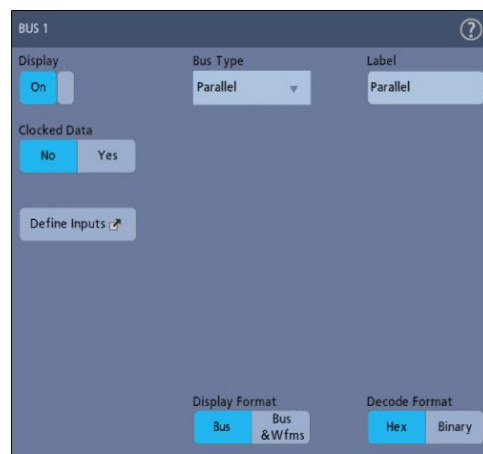 BUS 1
?
Display
Bus Type
Label
On
Parallel
Parallel
Clocked Data
No
Yes
Define Inputs
Display Format
Decode Format
Bus
Bus
&Wfms
Hex
Binary